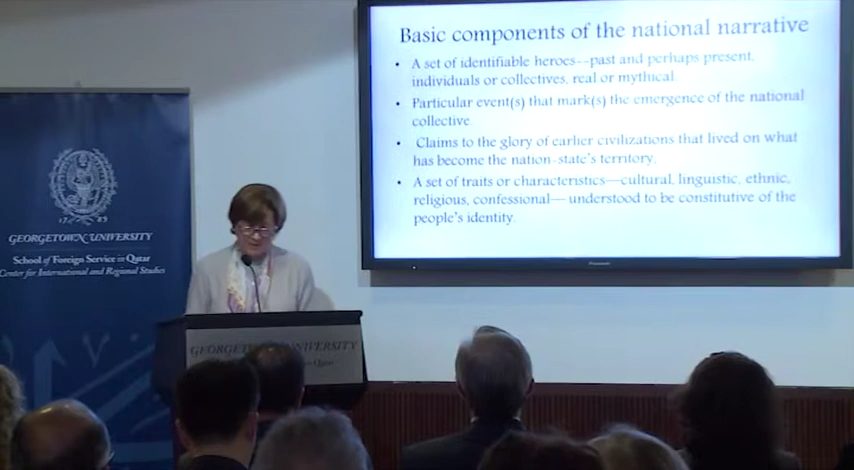 Basic components of the national narrative
• A set of identifiable heroes--past and perhaps present,
individuals or collectives, real or mythical.
• Particular event(s) that mark(s) the emergence of the national
collective.
• Claims to the glory of earlier civilizations that lived on what
has become the nation-state's territory.
• A set of traits or characteristics—cultural, linguistic, ethnic,
religious, confessional— understood to be constitutive of the
people's identity.
Panasonic
17 89
GEORGETOWN UNIVERSITY
School of Foreign Service in Qatar
Center for International and Regional Studies
GEORGETOWN UNIVERSITY
Qatar